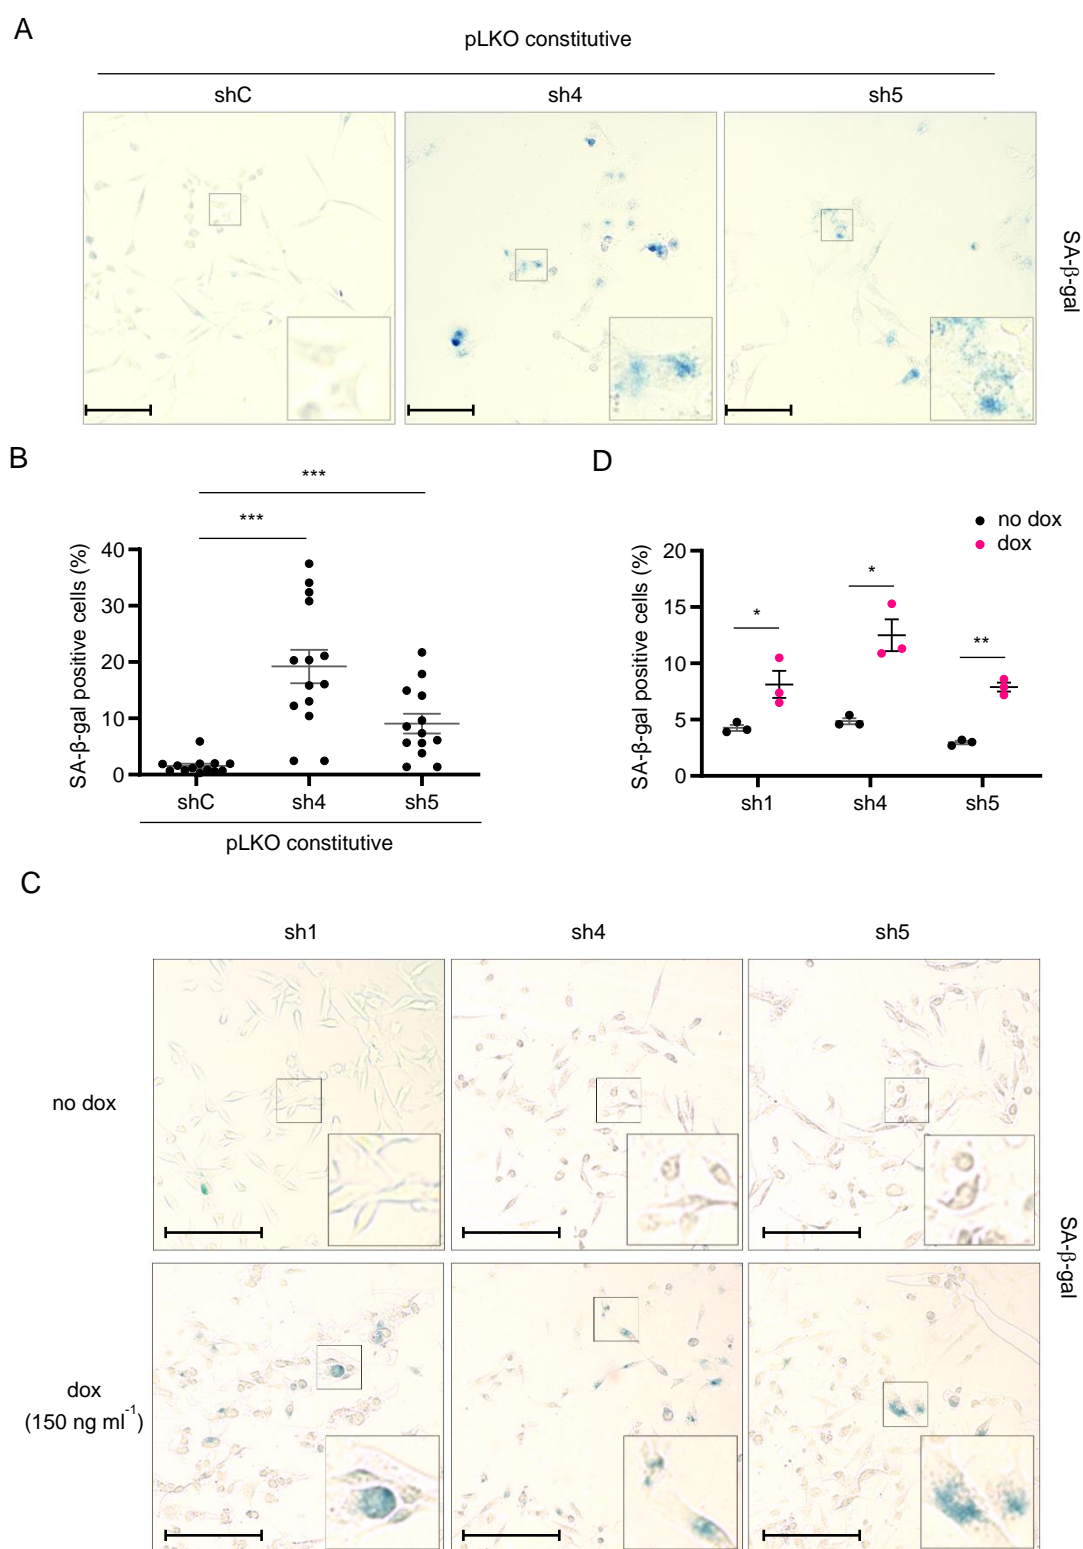 A
pLKO constitutive
shC sh4 sh5
SA-β-gal
B
***
***
SA-β-gal positive cells (%)
40
30
20
10
0
shC sh4 sh5
pLKO constitutive
D
no dox
dox
SA-β-gal positive cells (%)
20
15
10
5
0
*
*
**
sh1 sh4 sh5
C
sh1 sh4 sh5
no dox
dox
(150 ng ml⁻¹)
SA-β-gal